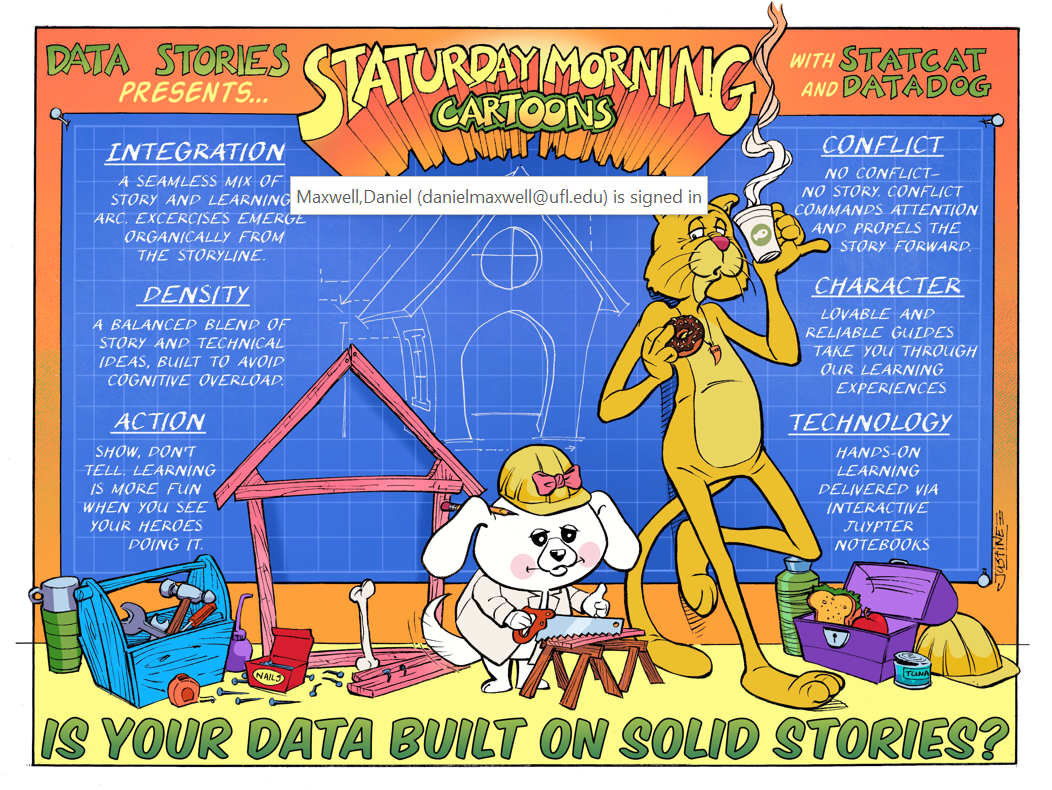 DATA STORIES
PRESENTS...
STATURDAY MORNING
CARTOONS
WITH STATCAT
AND DATADOG
INTEGRATION
A SEAMLESS MIX OF
STORY AND LEARNING
ARC. EXCERCISES EMERGE
ORGANICALLY FROM
THE STORYLINE.
DENSITY
A BALANCED BLEND OF
STORY AND TECHNICAL
IDEAS, BUILT TO AVOID
COGNITIVE OVERLOAD.
ACTION
SHOW, DON'T
TELL. LEARNING
IS MORE FUN
WHEN YOU SEE
YOUR HEROES
DOING IT.
Maxwell,Daniel (danielmaxwell@ufl.edu) is signed in
CONFLICT
NO CONFLICT–
NO STORY. CONFLICT
COMMANDS ATTENTION
AND PROPELS THE
STORY FORWARD.
CHARACTER
LOVABLE AND
RELIABLE GUIDES
TAKE YOU THROUGH
OUR LEARNING
EXPERIENCES
TECHNOLOGY
HANDS-ON
LEARNING
DELIVERED VIA
INTERACTIVE
JUYPTER
NOTEBOOKS
JUSTINE
NAILS
TUNA
IS YOUR DATA BUILT ON SOLID STORIES?